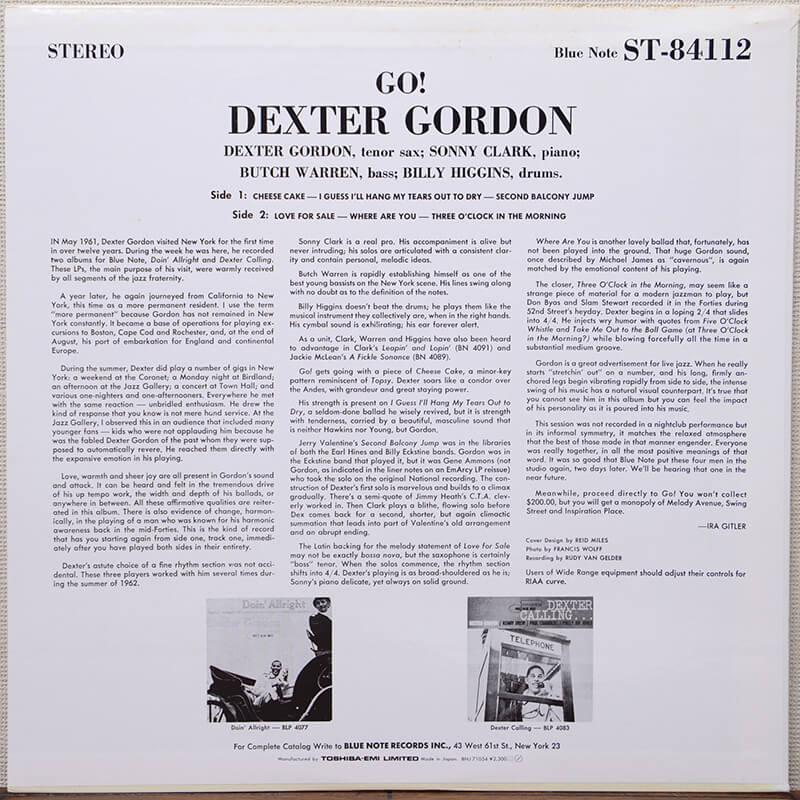 STEREO
Blue Note ST-84112
GO!
DEXTER GORDON
DEXTER GORDON, tenor sax; SONNY CLARK, piano;
BUTCH WARREN, bass; BILLY HIGGINS, drums.
Side 1: CHEESE CAKE — I GUESS I'LL HANG MY TEARS OUT TO DRY — SECOND BALCONY JUMP
Side 2: LOVE FOR SALE — WHERE ARE YOU — THREE O'CLOCK IN THE MORNING
IN May 1961, Dexter Gordon visited New York for the first time
in over twelve years. During the week he was here, he recorded
two albums for Blue Note, Doin' Allright and Dexter Calling.
These LPs, the main purpose of his visit, were warmly received
by all segments of the jazz fraternity.
A year later, he again journeyed from California to New
York, this time as a more permanent resident. I use the term
"more permanent" because Gordon has not remained in New
York constantly. It became a base of operations for playing ex-
cursions to Boston, Cape Cod and Rochester, and, at the end of
August, his port of embarkation for England and continental
Europe.
During the summer, Dexter did play a number of gigs in New
York: a weekend at the Coronet; a Monday night at Birdland;
an afternoon at the Jazz Gallery; a concert at Town Hall; and
various one-nighters and one-afternooners. Everywhere he met
with the same reaction — unbridled enthusiasm. He drew the
kind of response that you know is not mere hund service. At the
Jazz Gallery, I observed this in an audience that included many
younger fans — kids who were not applauding him because he
was the fabled Dexter Gordon of the past whom they were sup-
posed to automatically revere. He reached them directly with
the expansive emotion in his playing.
Love, warmth and sheer joy are all present in Gordon's sound
and attack. It can be heard and felt in the tremendous drive
of his up tempo work, the width and depth of his ballads, or
anywhere in between. All these affirmative qualities are reiter-
ated in this album. There is also evidence of change, harmon-
ically, in the playing of a man who was known for his harmonic
awareness back in the mid-Forties. This is the kind of record
that has you starting again from side one, track one, immedi-
ately after you have played both sides in their entirety.
Dexter's astute choice of a fine rhythm section was not acci-
dental. These three players worked with him several times dur-
ing the summer of 1962.
Sonny Clark is a real pro. His accompaniment is alive but
never intruding; his solos are articulated with a consistent clar-
ity and contain personal, melodic ideas.
Butch Warren is rapidly establishing himself as one of the
best young bassists on the New York scene. His lines swing along
with no doubt as to the definition of the notes.
Billy Higgins doesn't beat the drums; he plays them like the
musical instrument they collectively are, when in the right hands.
His cymbal sound is exhilirating; his ear forever alert.
As a unit, Clark, Warren and Higgins have also been heard
to advantage in Clark's Leapin' and Lopin' (BN 4091) and
Jackie McLean's A Fickle Sonance (BN 4089).
Go! gets going with a piece of Cheese Cake, a minor-key
pattern reminiscent of Topsy. Dexter soars like a condor over
the Andes, with grandeur and great staying power.
His strength is present on I Guess I'll Hang My Tears Out to
Dry, a seldom-done ballad he wisely revived, but it is strength
with tenderness, carried by a beautiful, masculine sound that
is neither Hawkins nor Young, but Gordon.
Jerry Valentine's Second Balcony Jump was in the libraries
of both the Earl Hines and Billy Eckstine bands. Gordon was in
the Eckstine band that played it, but it was Gene Ammons (not
Gordon, as indicated in the liner notes on an EmArcy LP reissue)
who took the solo on the original National recording. The con-
struction of Dexter's first solo is marvelous and builds to a climax
gradually. There's a semi-quote of Jimmy Heath's C.T.A. clev-
erly worked in. Then Clark plays a blithe, flowing solo before
Dex comes back for a second, shorter, but again climactic
summation that leads into part of Valentine's old arrangement
and an abrupt ending.
The Latin backing for the melody statement of Love for Sale
may not be exactly bossa nova, but the saxophone is certainly
"boss" tenor. When the solos commence, the rhythm section
shifts into 4/4. Dexter's playing is as broad-shouldered as he is;
Sonny's piano delicate, yet always on solid ground.
Where Are You is another lovely ballad that, fortunately, has
not been played into the ground. That huge Gordon sound,
once described by Michael James as "cavernous", is again
matched by the emotional content of his playing.
The closer, Three O'Clock in the Morning, may seem like a
strange piece of material for a modern jazzman to play, but
Don Byas and Slam Stewart recorded it in the Forties during
52nd Street's heyday. Dexter begins in a loping 2/4 that slides
into 4/4. He injects wry humor with quotes from Five O'Clock
Whistle and Take Me Out to the Ball Game (at Three O'Clock
in the Morning?) while blowing forcefully all the time in a
substantial medium groove.
Gordon is a great advertisement for live jazz. When he really
starts "stretchin' out" on a number, and his long, firmly an-
chored legs begin vibrating rapidly from side to side, the intense
swing of his music has a natural visual counterpart. It's true that
you cannot see him in this album but you can feel the impact
of his personality as it is poured into his music.
This session was not recorded in a nightclub performance but
in its informal symmetry, it matches the relaxed atmosphere
that the best of those made in that manner engender. Everyone
was really together, in all the most positive meanings of that
word. It was so good that Blue Note put these four men in the
studio again, two days later. We'll be hearing that one in the
near future.
Meanwhile, proceed directly to Go! You won't collect
$200.00, but you will get a monopoly of Melody Avenue, Swing
Street and Inspiration Place.
—IRA GITLER
Cover Design by REID MILES
Photo by FRANCIS WOLFF
Recording by RUDY VAN GELDER
Users of Wide Range equipment should adjust their controls for
RIAA curve.
Doin' Allright
DEXTER
CALLING...
TELEPHONE
Doin' Allright — BLP 4077
Dexter Calling — BLP 4083
For Complete Catalog Write to BLUE NOTE RECORDS INC., 43 West 61st St., New York 23
Manufactured by TOSHIBA-EMI LIMITED Made in Japan. BNJ 71034 ¥2,300